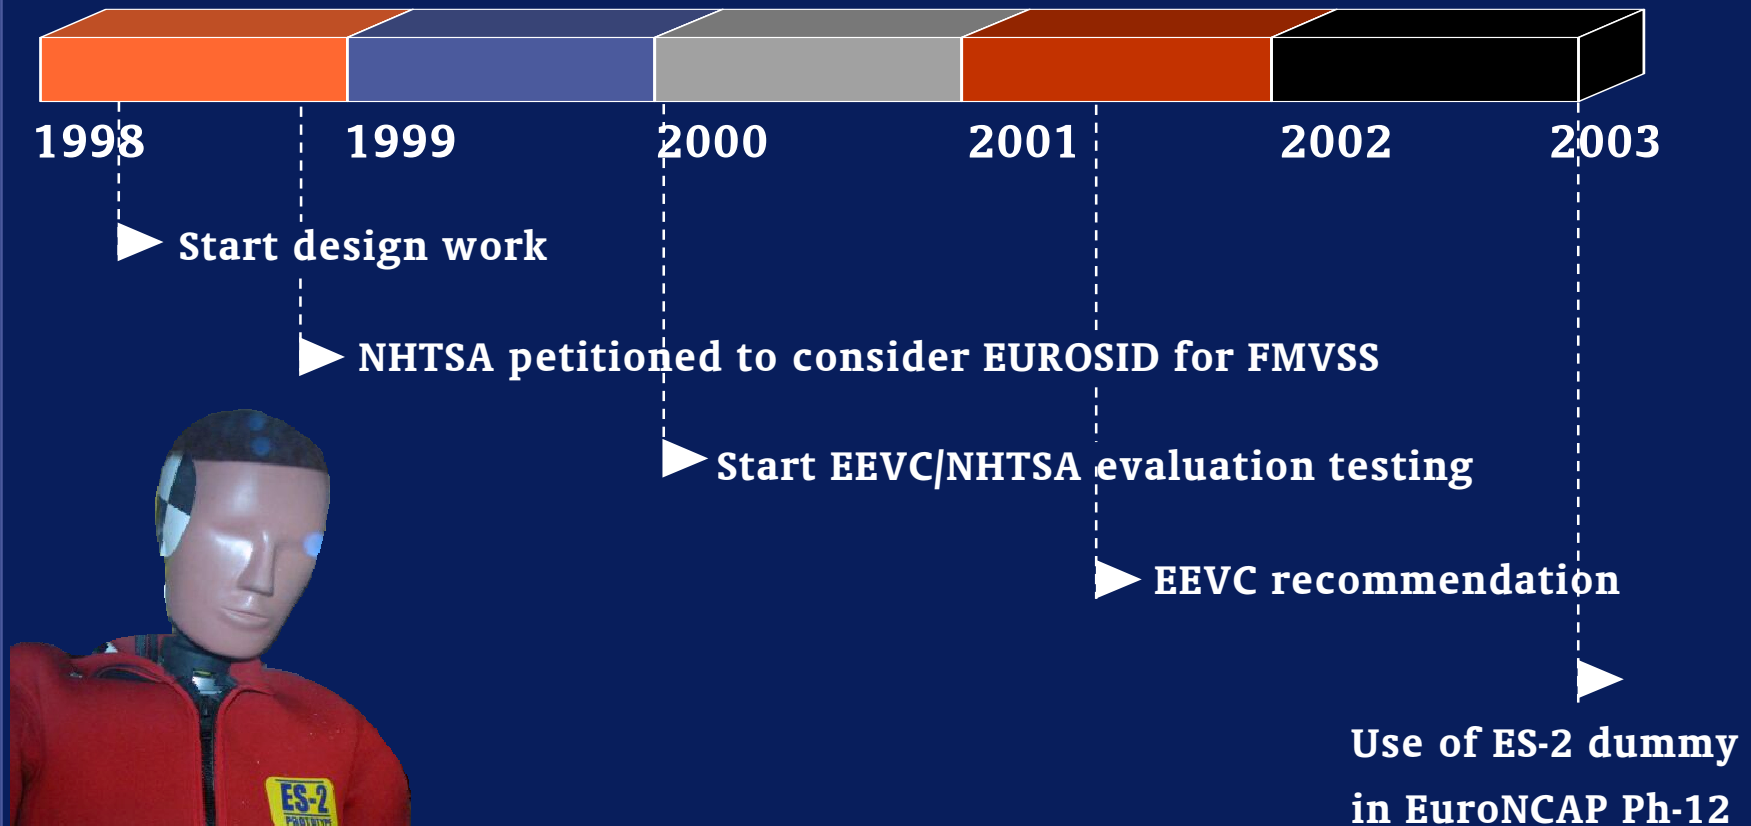 1998 1999 2000 2001 2002 2003
Start design work
NHTSA petitioned to consider EUROSID for FMVSS
Start EEVC/NHTSA evaluation testing
EEVC recommendation
Use of ES-2 dummy
in EuroNCAP Ph-12
ES-2
PROTOTYPE